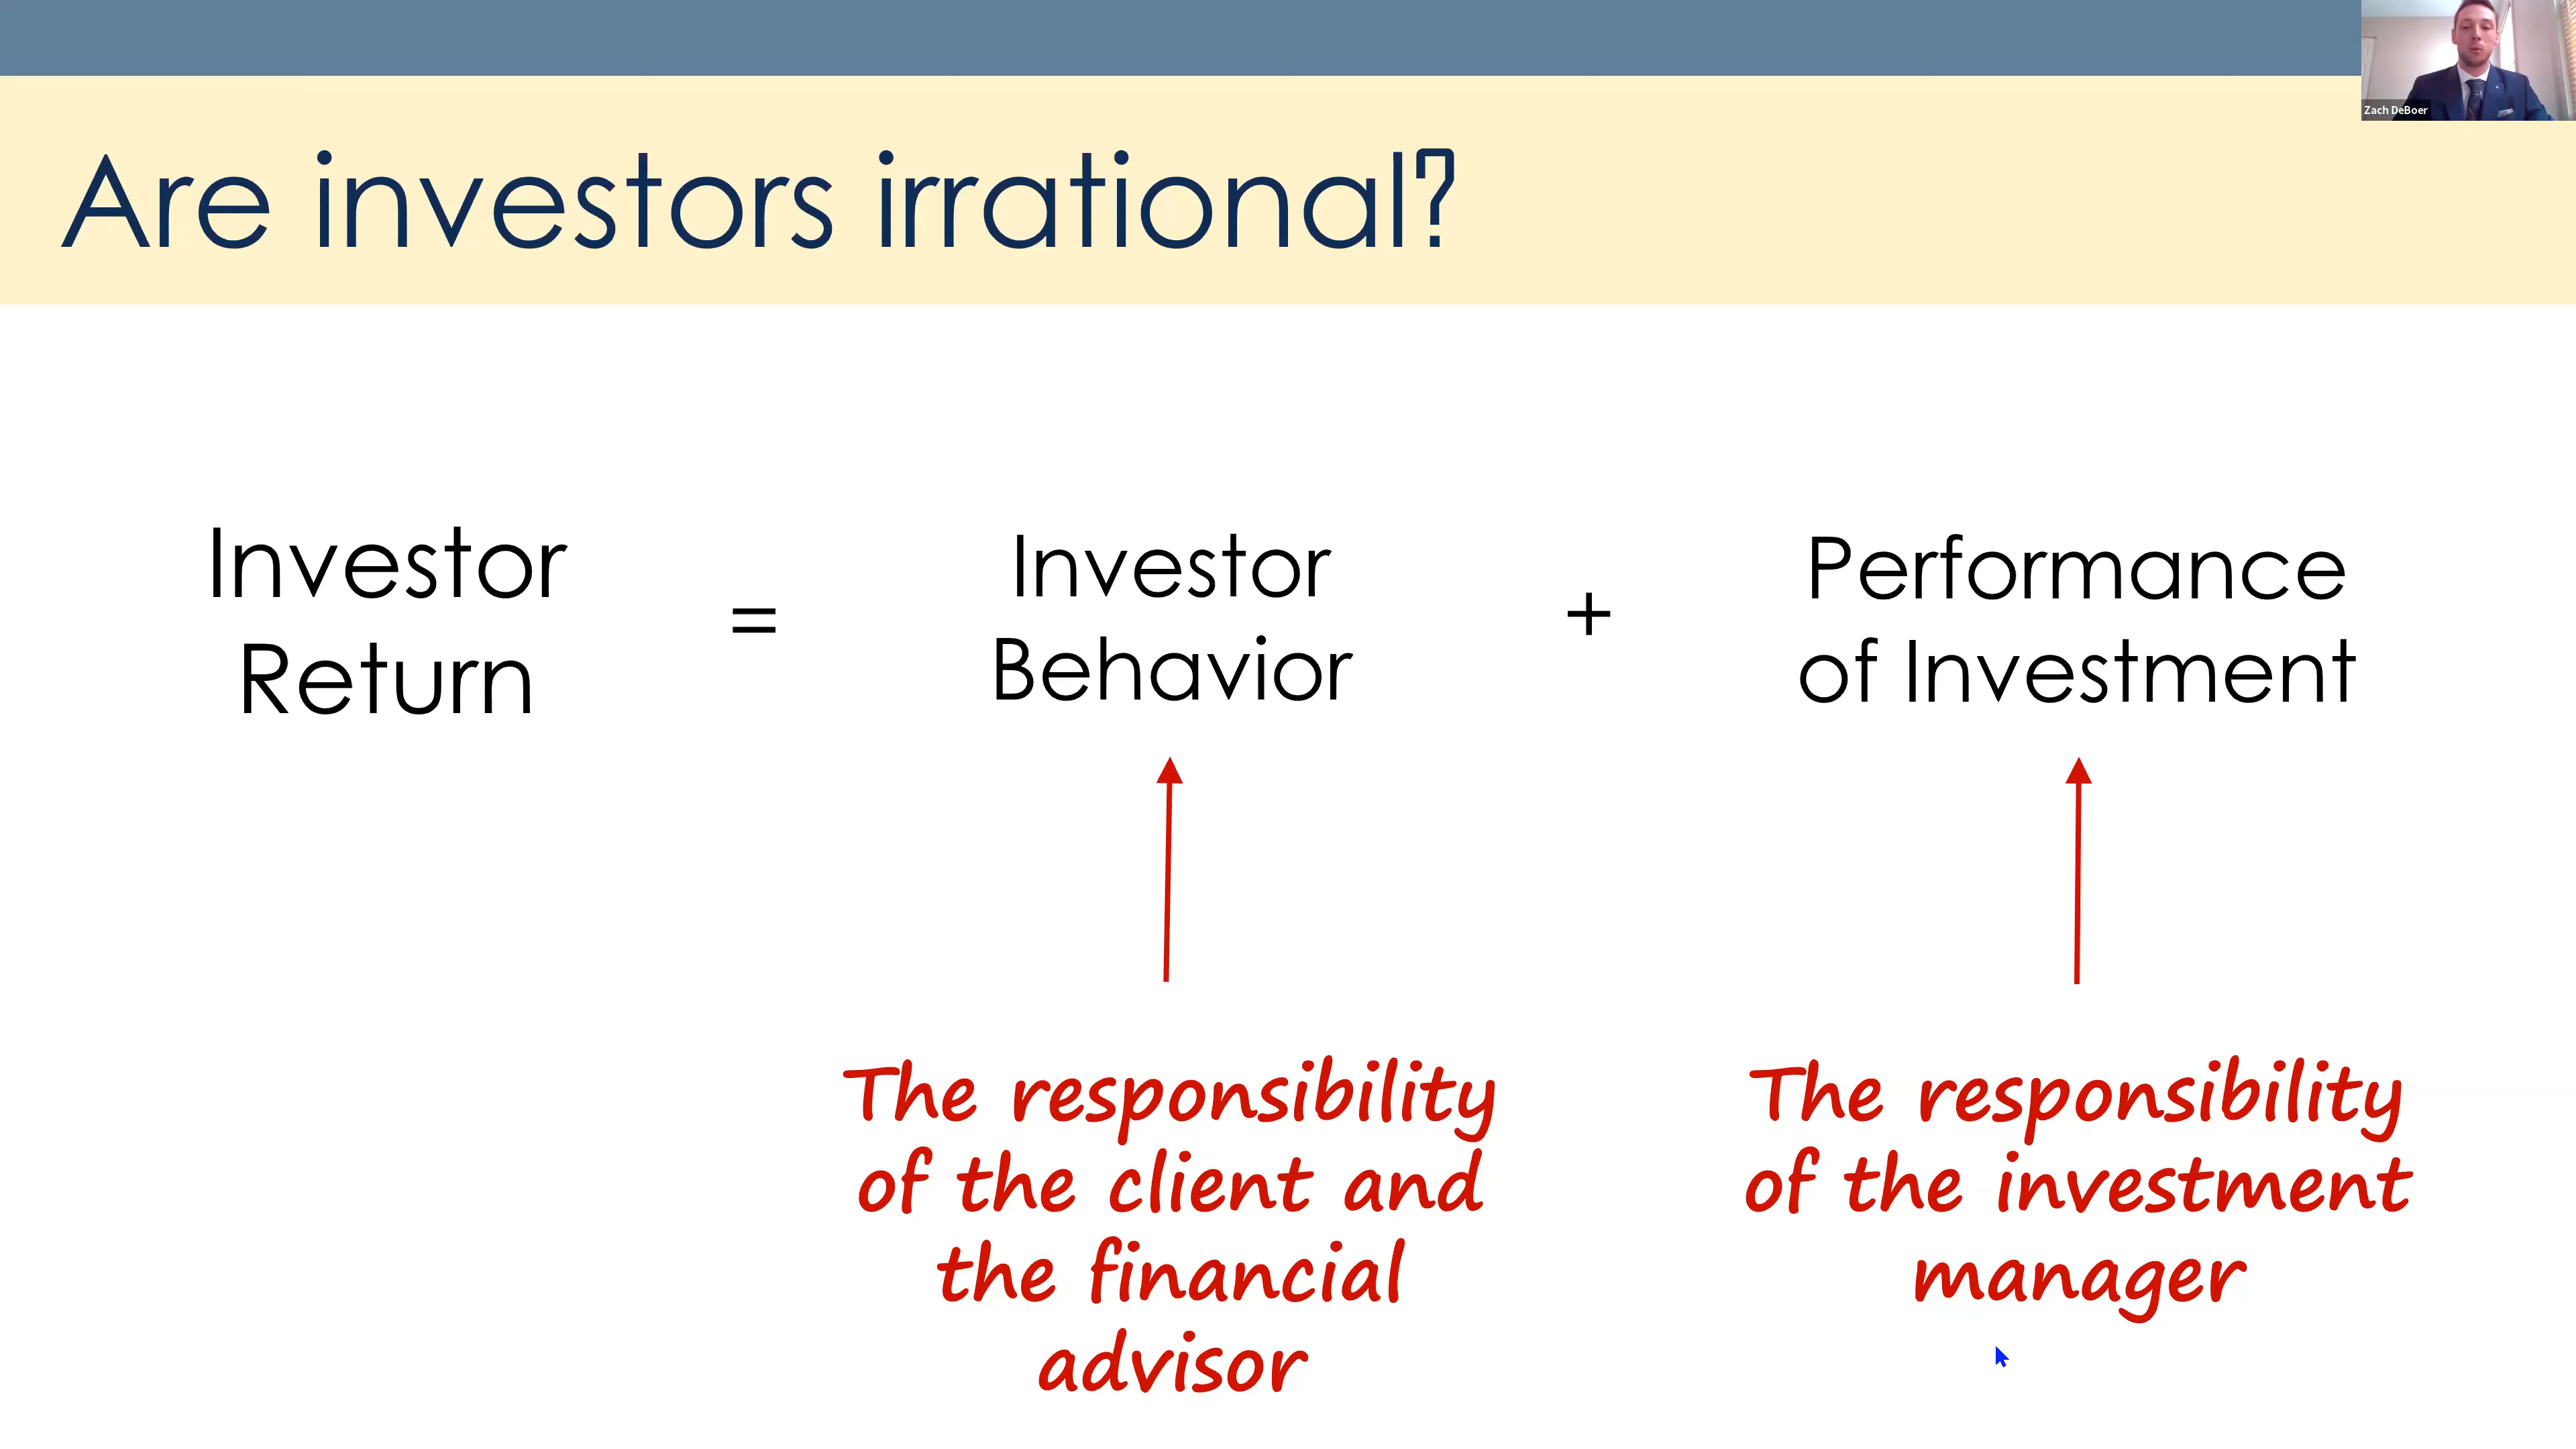 Zach DeBoer
Are investors irrational?
Investor
Return
=
Investor
Behavior
+
Performance
of Investment
The responsibility
of the client and
the financial
advisor
The responsibility
of the investment
manager